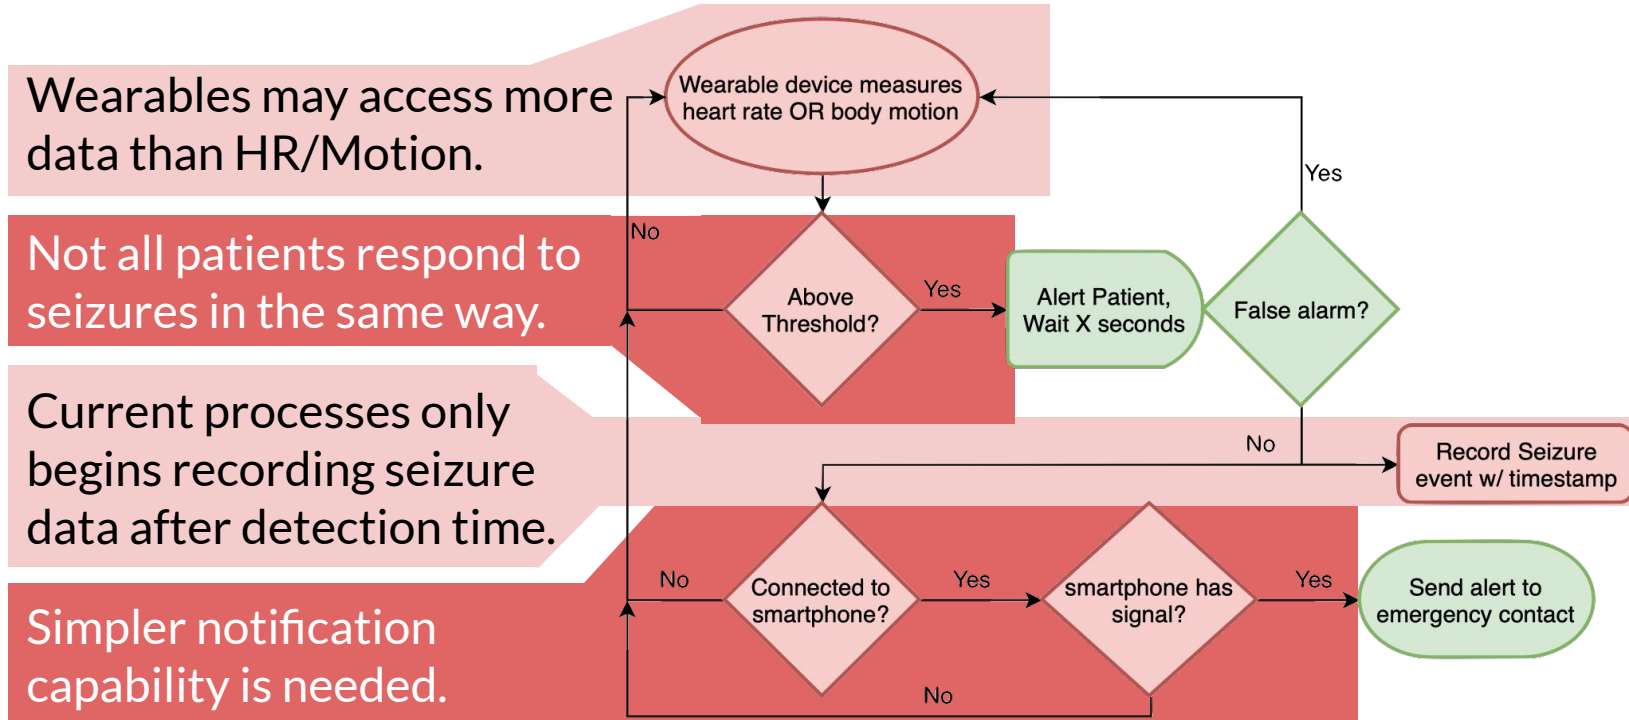 Wearables may access more
data than HR/Motion.
Wearable device measures
heart rate OR body motion
Yes
Not all patients respond to
seizures in the same way.
No
Above
Threshold?
Yes
Alert Patient,
Wait X seconds
False alarm?
Current processes only
begins recording seizure
data after detection time.
No
Record Seizure
event w/ timestamp
Simpler notification
capability is needed.
No
Connected to
smartphone?
Yes
smartphone has
signal?
Yes
Send alert to
emergency contact
No